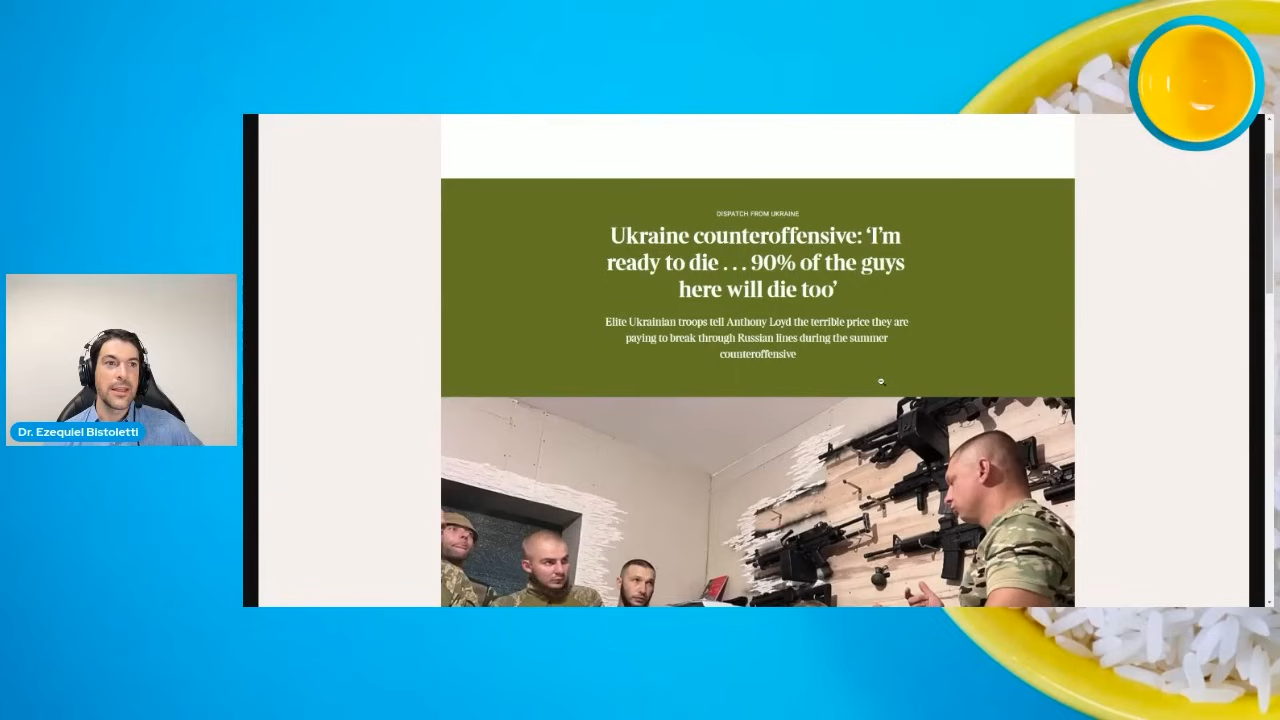 DISPATCH FROM UKRAINE
Ukraine counteroffensive: ‘I’m
ready to die . . . 90% of the guys
here will die too’
Elite Ukrainian troops tell Anthony Loyd the terrible price they are
paying to break through Russian lines during the summer
counteroffensive
Dr. Ezequiel Bistoletti